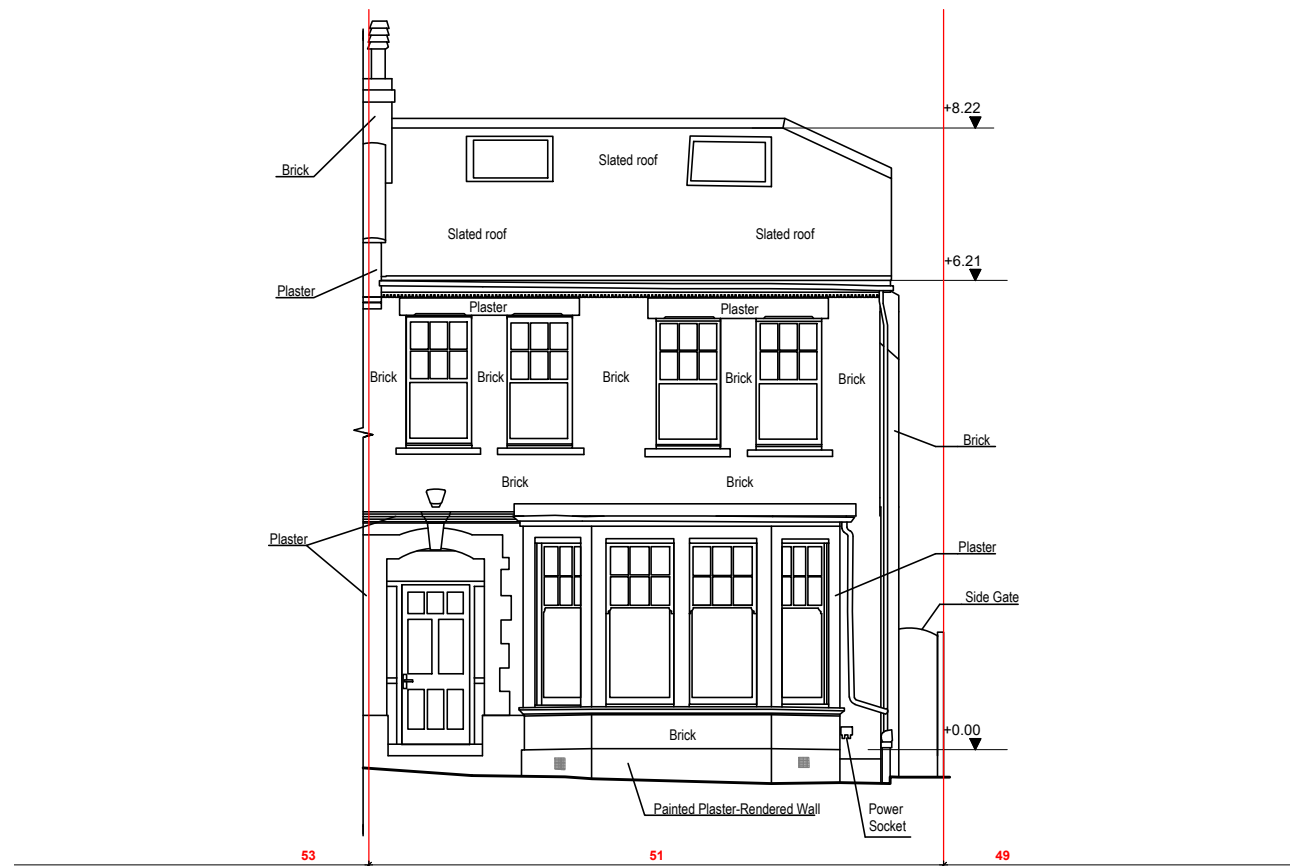 +8.22
Slated roof
Brick
Slated roof
Slated roof
+6.21
Plaster
Plaster
Plaster
Brick
Brick
Brick
Brick
Brick
Brick
Brick
Brick
Plaster
Plaster
Side Gate
+0.00
Brick
Painted Plaster-Rendered Wall
Power
Socket
53
51
49